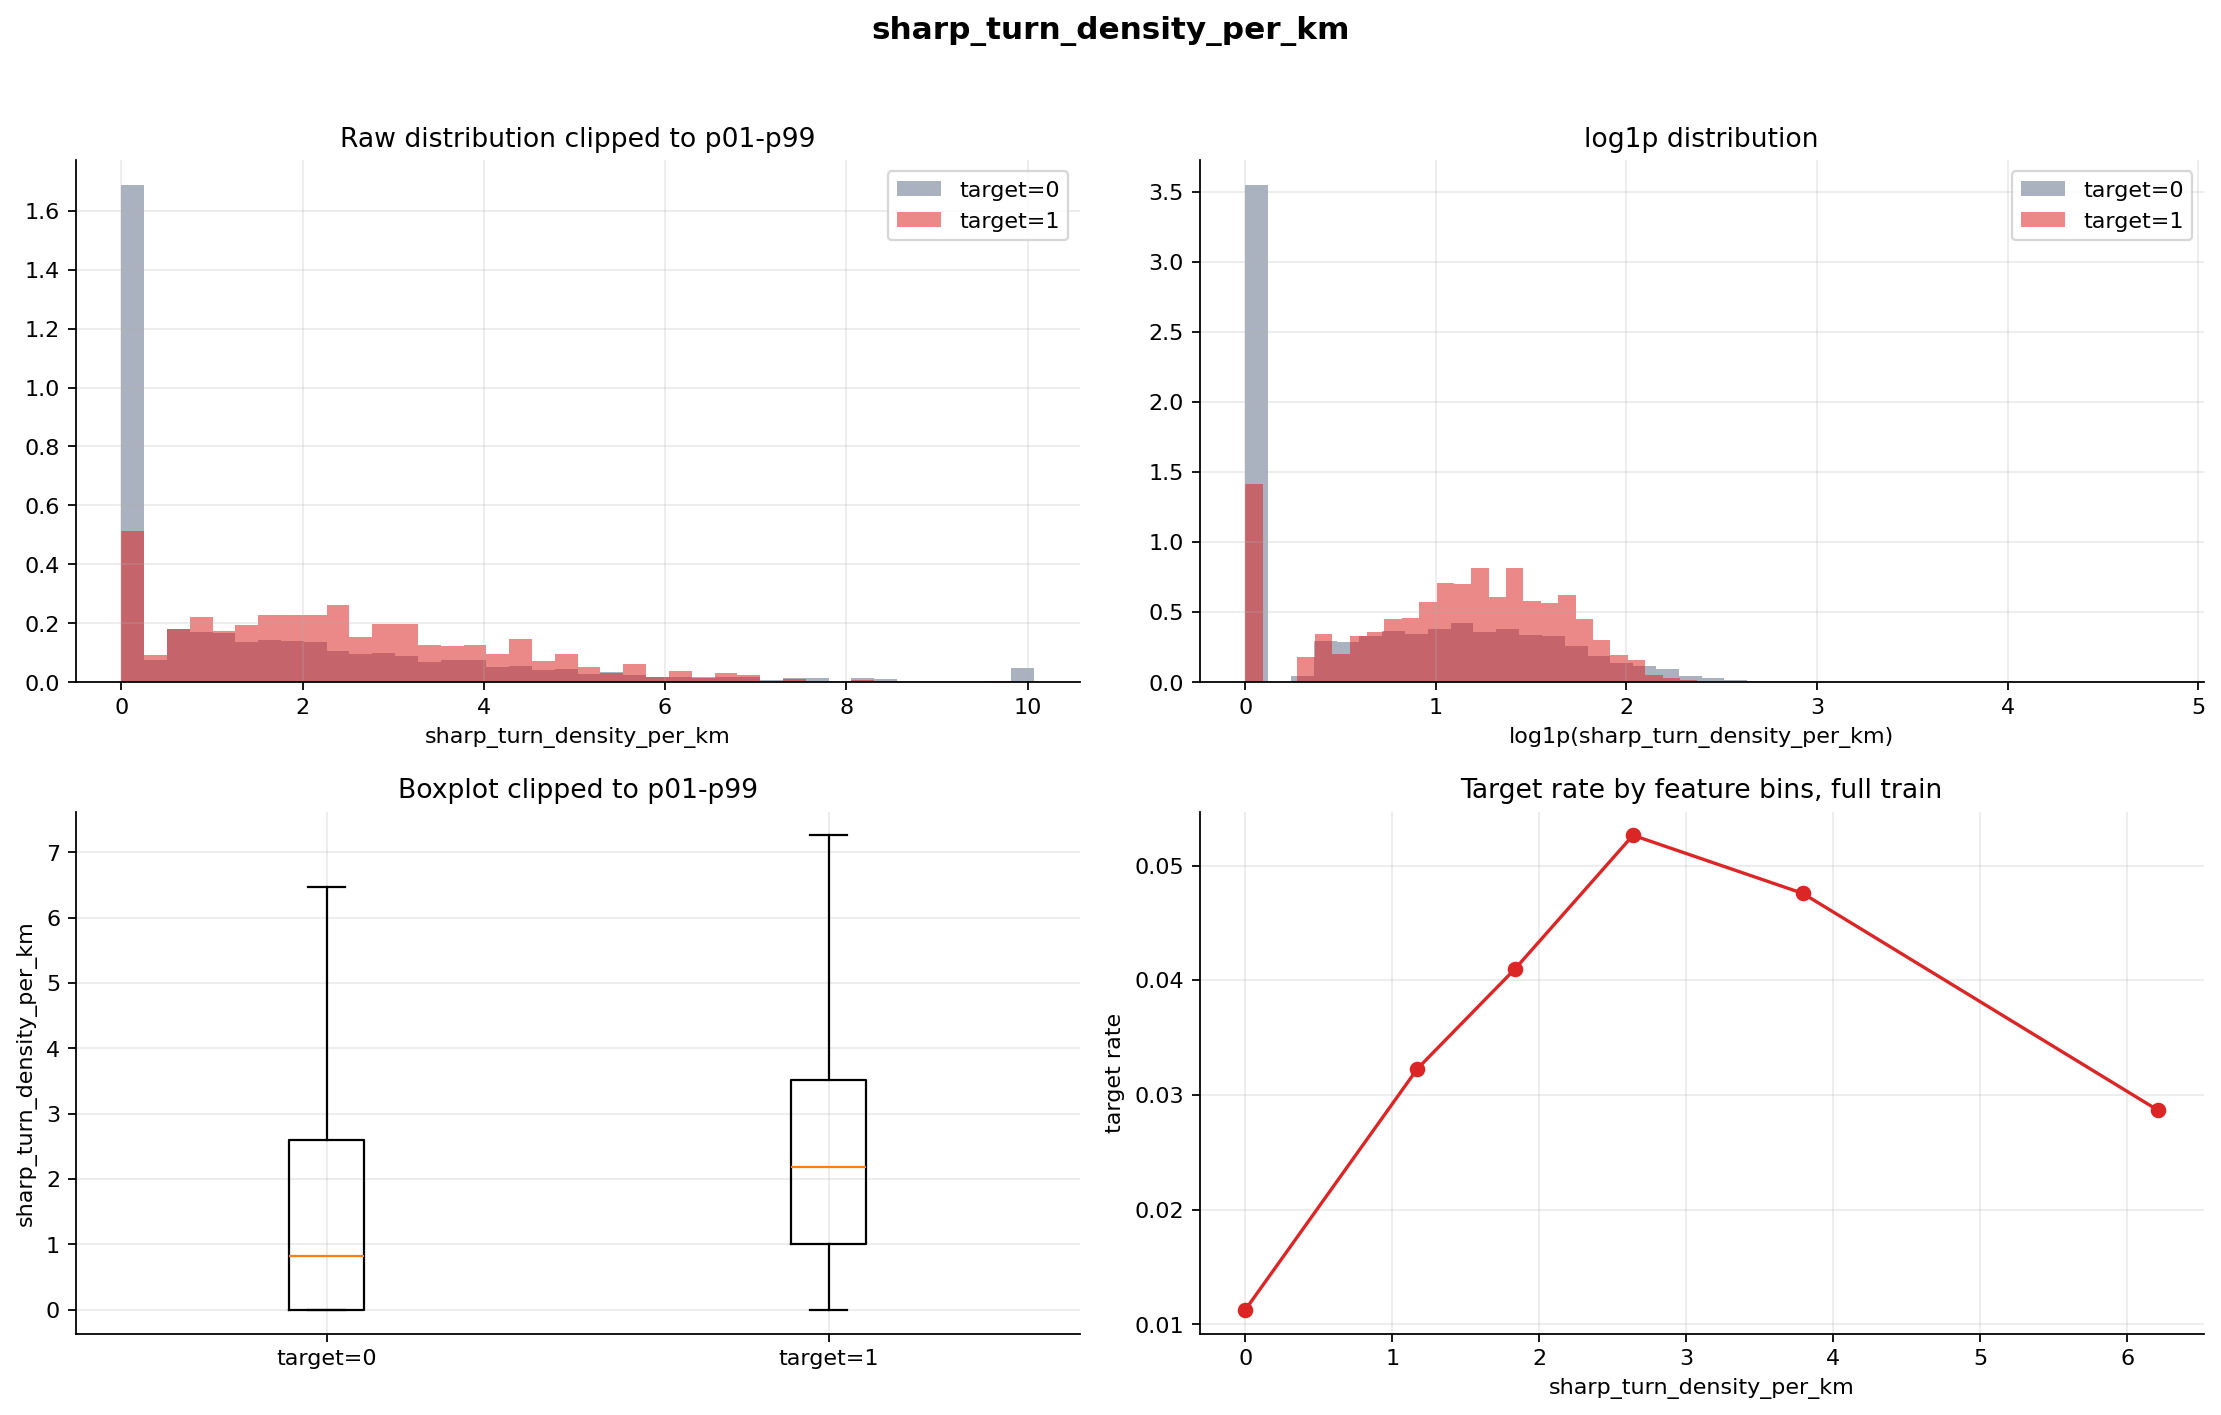 sharp_turn_density_per_km
Raw distribution clipped to p01-p99
1.6
1.4
1.2
1.0
0.8
0.6
0.4
0.2
0.0
target=0
target=1
0 2 4 6 8 10
sharp_turn_density_per_km
log1p distribution
3.5
3.0
2.5
2.0
1.5
1.0
0.5
0.0
target=0
target=1
0 1 2 3 4 5
log1p(sharp_turn_density_per_km)
Boxplot clipped to p01-p99
sharp_turn_density_per_km
7
6
5
4
3
2
1
0
target=0 target=1
Target rate by feature bins, full train
target rate
0.05
0.04
0.03
0.02
0.01
0 1 2 3 4 5 6
sharp_turn_density_per_km